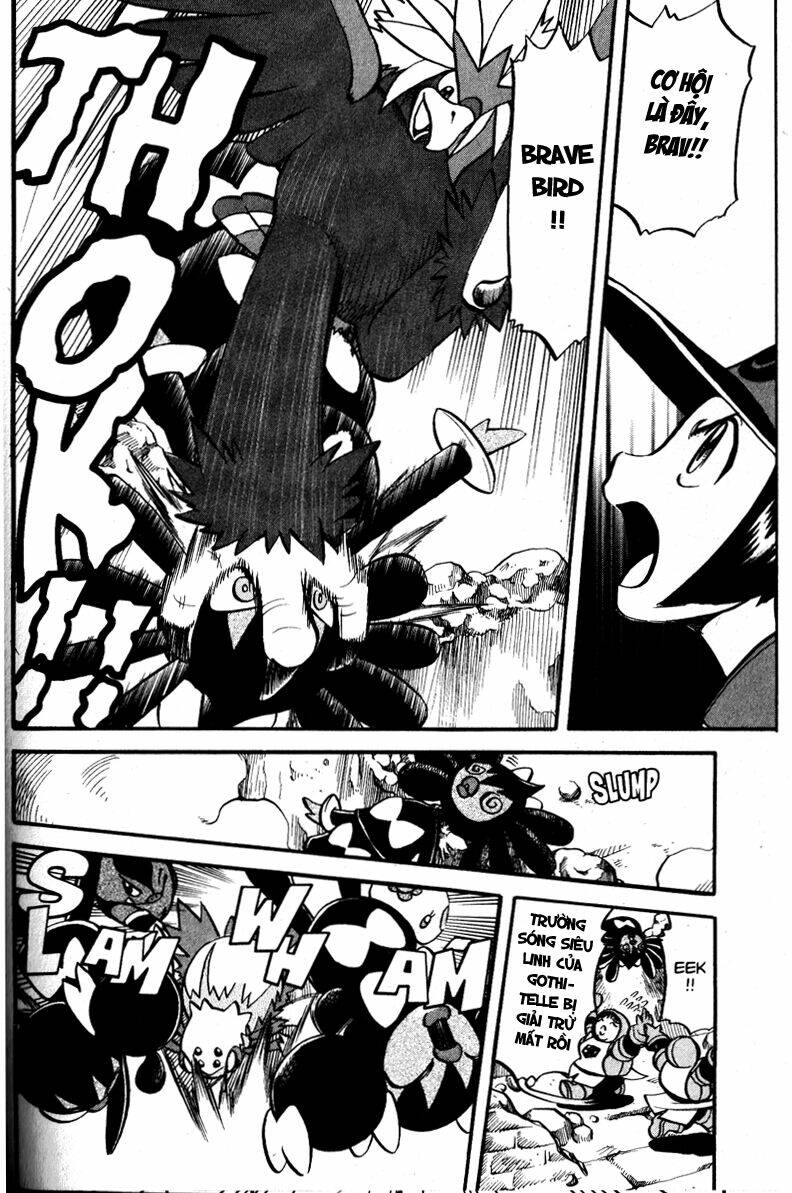 CƠ HỘI
LÀ ĐÂY,
BRAV!!
BRAVE
BIRD
!!
THOK!!!
SLUMP
EEK
!!
TRƯỜNG
SÓNG SIÊU
LINH CỦA
GOTHI-
TELLE BỊ
GIẢI TRỪ
MẤT RỒI
WHAM
SLAM